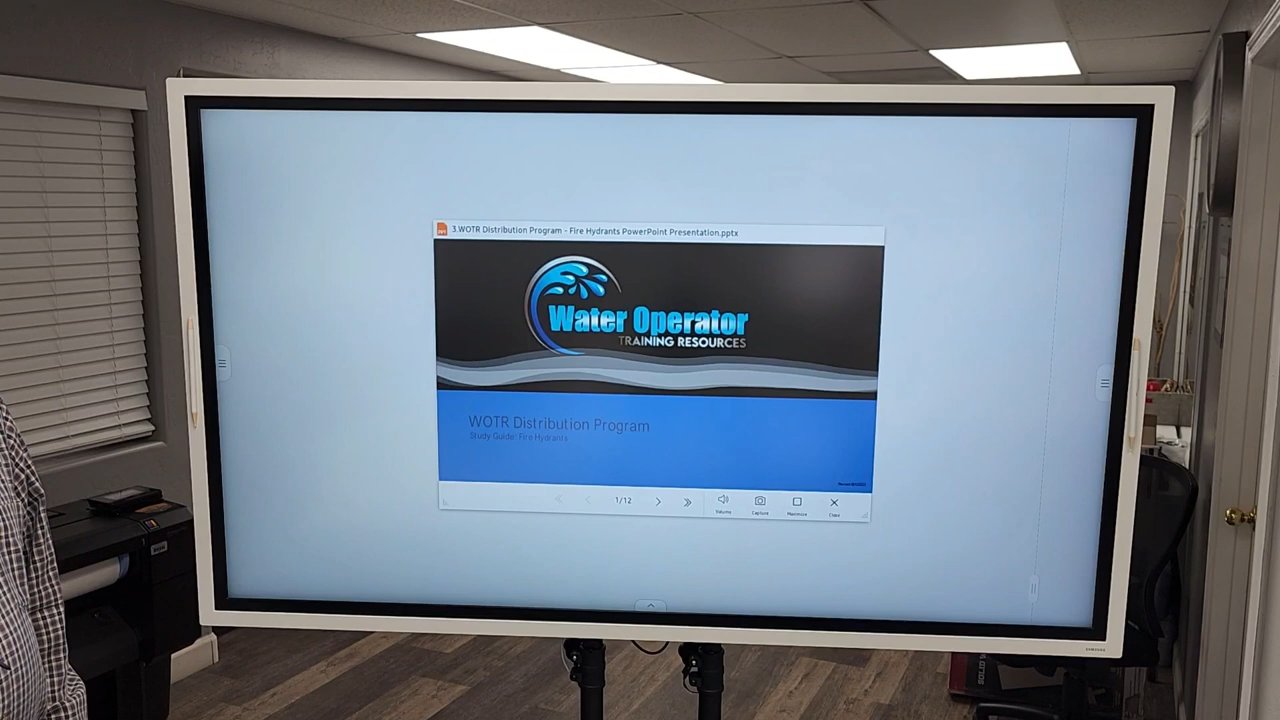 3.WOTR Distribution Program - Fire Hydrants PowerPoint Presentation.pptx
Water Operator
TRAINING RESOURCES
WOTR Distribution Program
Study Guide: Fire Hydrants
1/12
Volume
Capture
Maximize
Close
SAMSUNG